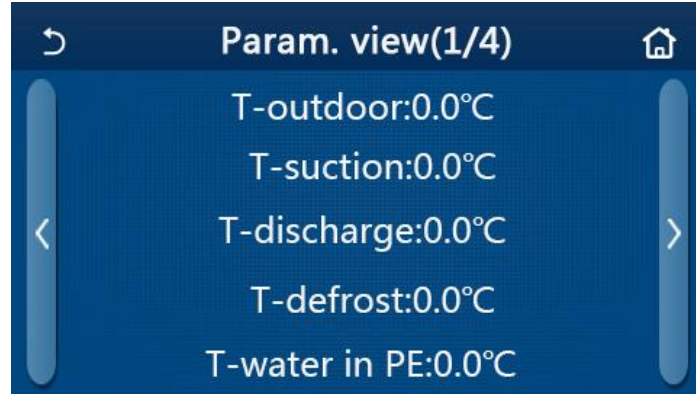 Param. view(1/4)
T-outdoor:0.0℃
T-suction:0.0℃
T-discharge:0.0℃
T-defrost:0.0℃
T-water in PE:0.0℃